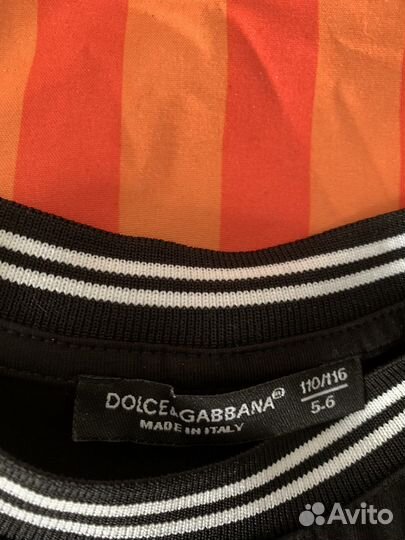 DOLCE&GABBANA®
MADE IN ITALY
110/116
5-6
Avito